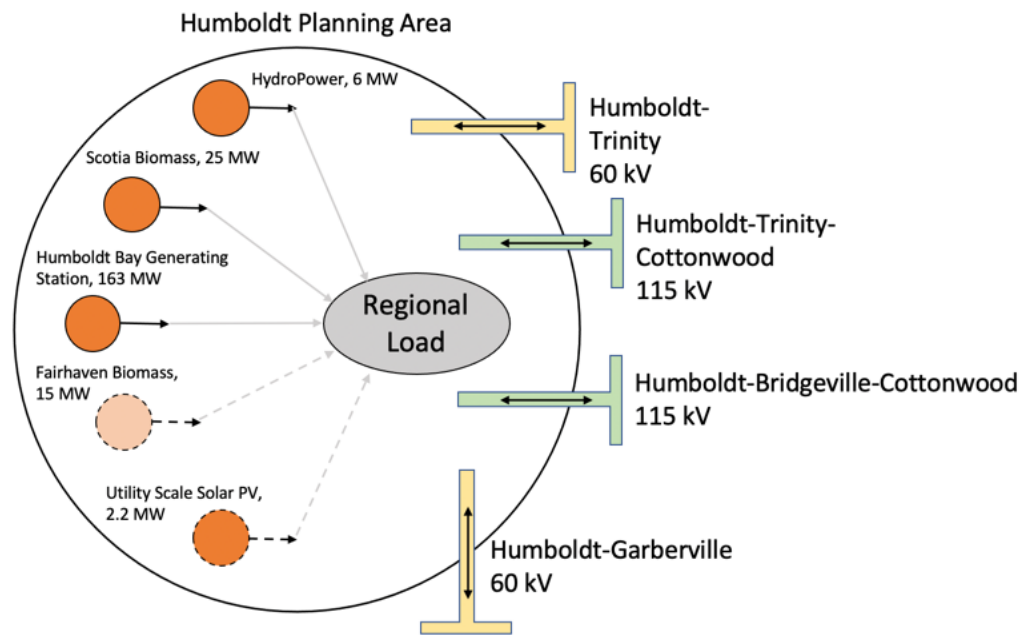 Humboldt Planning Area
HydroPower, 6 MW
Scotia Biomass, 25 MW
Humboldt Bay Generating
Station, 163 MW
Fairhaven Biomass,
15 MW
Utility Scale Solar PV,
2.2 MW
Regional
Load
Humboldt-
Trinity
60 kV
Humboldt-Trinity-
Cottonwood
115 kV
Humboldt-Bridgeville-Cottonwood
115 kV
Humboldt-Garberville
60 kV